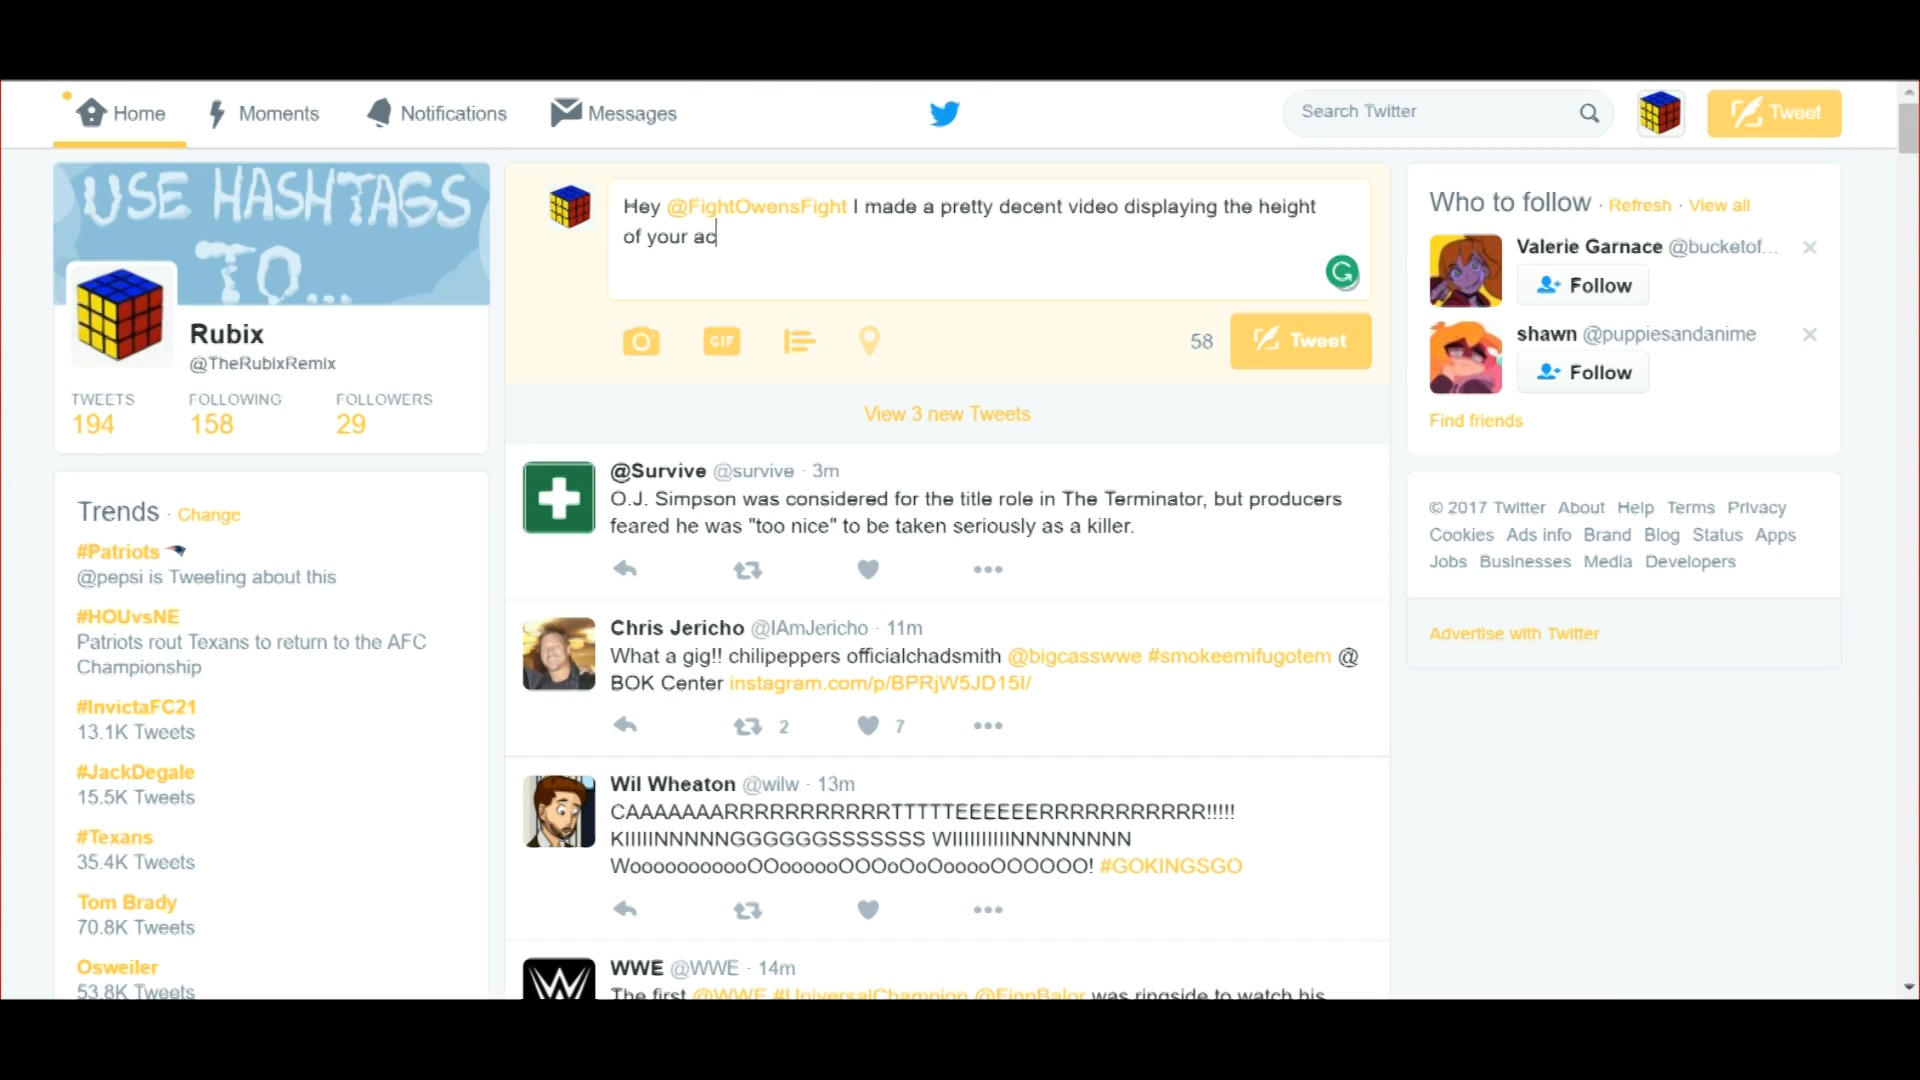 Home
Moments
Notifications
Messages
Search Twitter
Tweet
USE HASHTAGS
TO...
Rubix
@TheRubixRemix
TWEETS FOLLOWING FOLLOWERS
194 158 29
Trends · Change
#Patriots
@pepsi is Tweeting about this
#HOUvsNE
Patriots rout Texans to return to the AFC
Championship
#InvictaFC21
13.1K Tweets
#JackDegale
15.5K Tweets
#Texans
35.4K Tweets
Tom Brady
70.8K Tweets
Osweiler
53.8K Tweets
Hey @FightOwensFight I made a pretty decent video displaying the height
of your ac
GIF
58
Tweet
View 3 new Tweets
@Survive @survive · 3m
O.J. Simpson was considered for the title role in The Terminator, but producers
feared he was "too nice" to be taken seriously as a killer.
Chris Jericho @IAmJericho · 11m
What a gig!! chilipeppers officialchadsmith @bigcasswwe #smokeemifugotem @
BOK Center instagram.com/p/BPRjW5JD15I/
2
7
Wil Wheaton @wilw · 13m
CAAAAAAARRRRRRRRRRRTTTTTEEEEEERRRRRRRRRRR!!!!!
KIIIIINNNNNGGGGGGSSSSSSS WIIIIIIIIIINNNNNNNN
WooooooooooOOoooooOOOoOoOooooOOOOOO! #GOKINGSGO
WWE @WWE · 14m
The first @WWE #UniversalChampion @FinnBalor was ringside to watch his
Who to follow · Refresh · View all
Valerie Garnace @bucketof...
Follow
shawn @puppiesandanime
Follow
Find friends
© 2017 Twitter About Help Terms Privacy
Cookies Ads info Brand Blog Status Apps
Jobs Businesses Media Developers
Advertise with Twitter